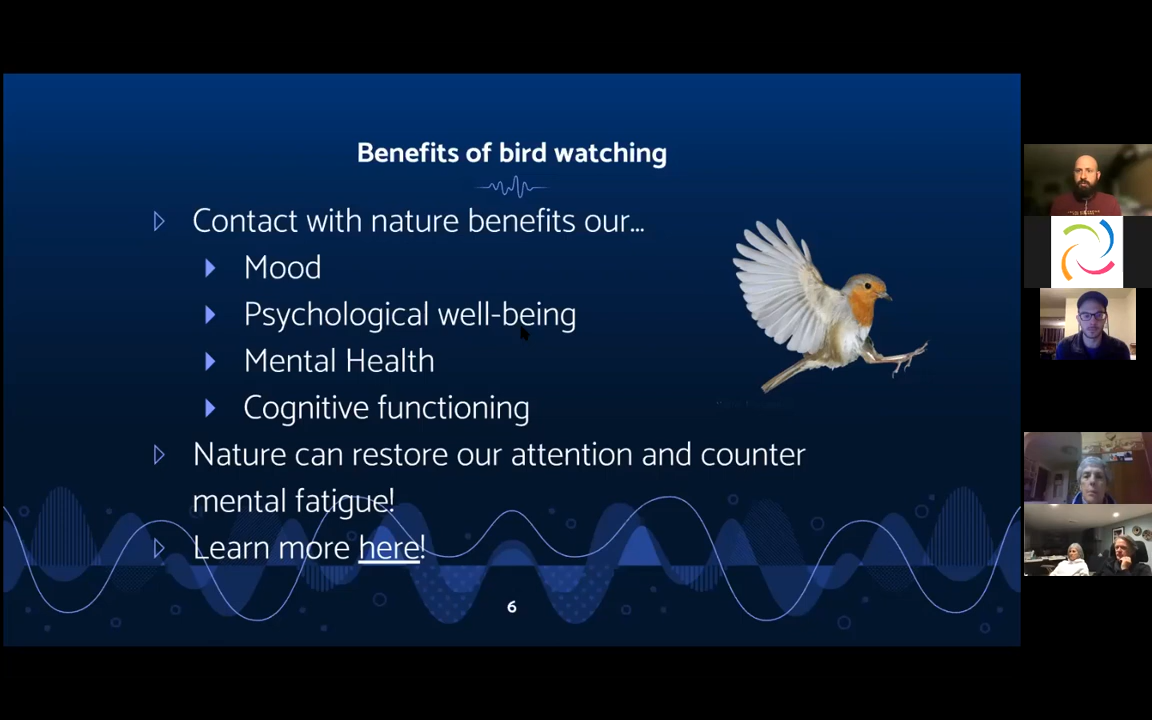 Benefits of bird watching
Contact with nature benefits our...
Mood
Psychological well-being
Mental Health
Cognitive functioning
Nature can restore our attention and counter
mental fatigue!
Learn more here!
6